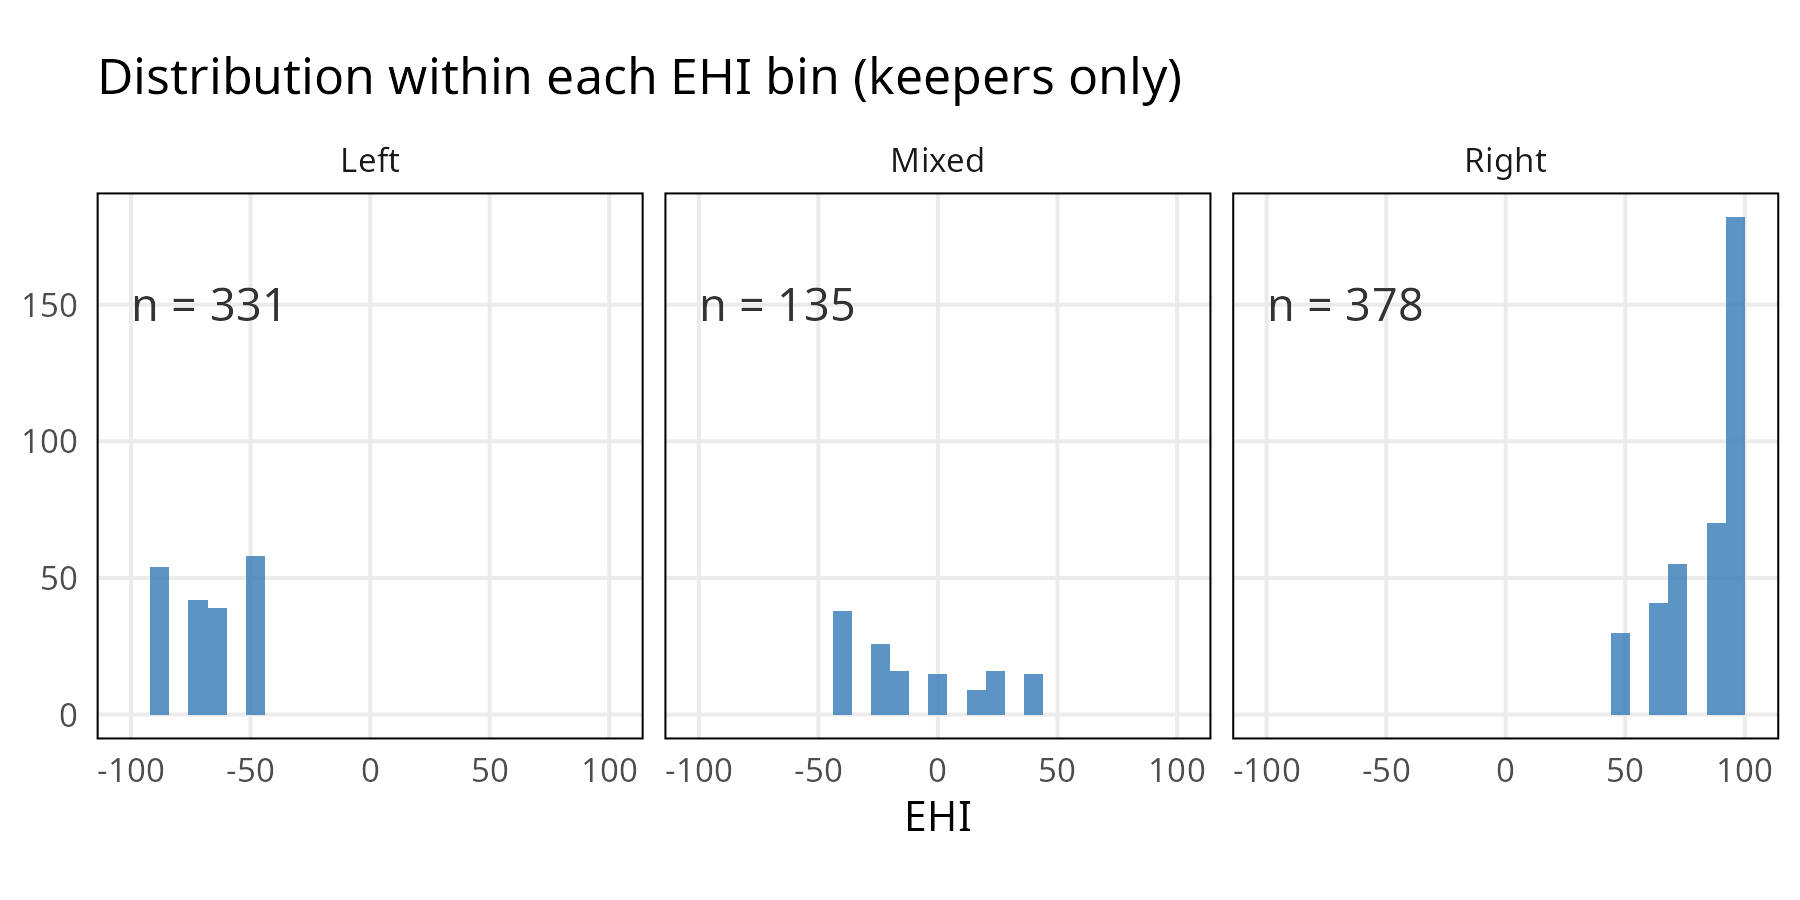 Distribution within each EHI bin (keepers only)
Left Mixed Right
n = 331 n = 135 n = 378
150
100
50
0
-100 -50 0 50 100 -100 -50 0 50 100 -100 -50 0 50 100
EHI